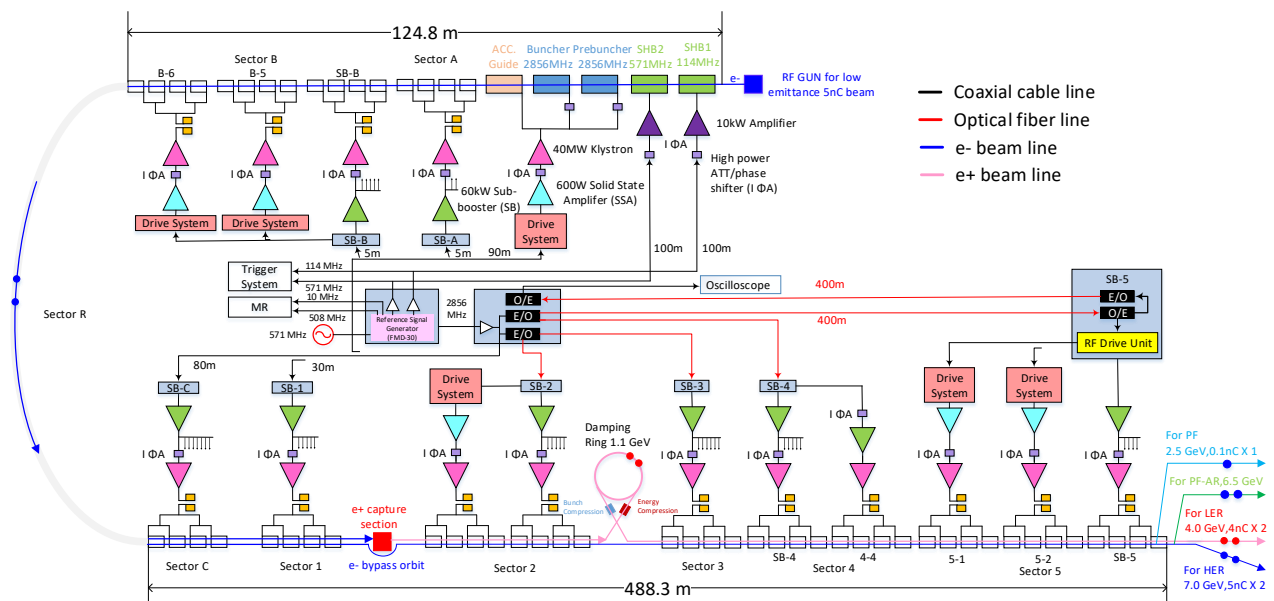 124.8 m
Sector B
Sector A
B-6
B-5
SB-B
ACC.
Guide
Buncher
2856MHz
Prebuncher
2856MHz
SHB2
571MHz
SHB1
114MHz
e-
RF GUN for low
emittance 5nC beam
Coaxial cable line
Optical fiber line
e- beam line
e+ beam line
10kW Amplifier
40MW Klystron
I ΦA
I ΦA
I ΦA
I ΦA
I ΦA
High power
ATT/phase
shifter (I ΦA)
60kW Sub-
booster (SB)
600W Solid State
Amplifer (SSA)
Drive System
Drive System
Drive
System
SB-B
SB-A
5m
5m
90m
100m
100m
Trigger
System
114 MHz
571 MHz
10 MHz
MR
508 MHz
571 MHz
Reference Signal
Generator
(FMD-30)
2856
MHz
O/E
E/O
E/O
Oscilloscope
400m
400m
SB-5
E/O
O/E
RF Drive Unit
Sector R
80m
30m
SB-C
SB-1
Drive
System
SB-2
SB-3
SB-4
Drive
System
Drive
System
I ΦA
I ΦA
I ΦA
I ΦA
I ΦA
I ΦA
I ΦA
I ΦA
I ΦA
Damping
Ring 1.1 GeV
Bunch
Compression
Energy
Compression
e+ capture
section
e- bypass orbit
For PF
2.5 GeV,0.1nC X 1
For PF-AR,6.5 GeV
For LER
4.0 GeV,4nC X 2
For HER
7.0 GeV,5nC X 2
Sector C
Sector 1
Sector 2
Sector 3
SB-4
Sector 4
4-4
5-1
5-2
Sector 5
SB-5
488.3 m